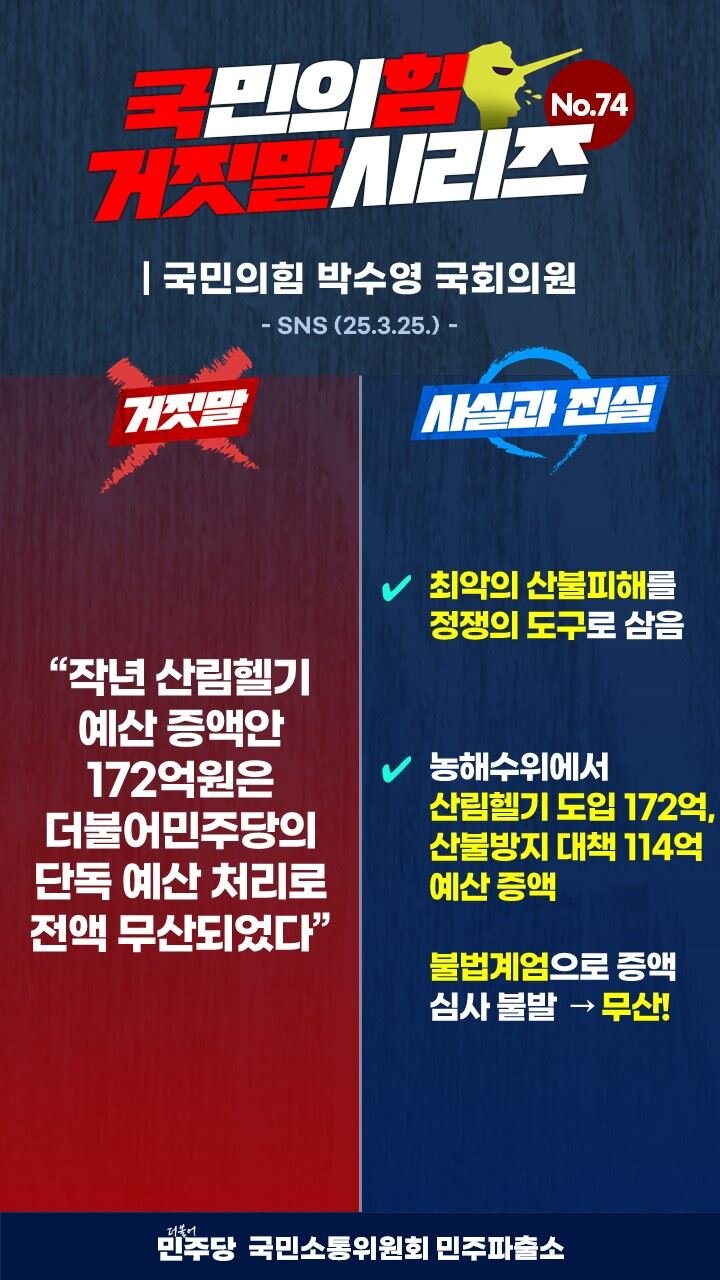 국민의힘
거짓말시리즈
No.74
| 국민의힘 박수영 국회의원
- SNS (25.3.25.) -
거짓말
“작년 산림헬기
예산 증액안
172억원은
더불어민주당의
단독 예산 처리로
전액 무산되었다”
사실과 진실
✔ 최악의 산불피해를
정쟁의 도구로 삼음
✔ 농해수위에서
산림헬기 도입 172억,
산불방지 대책 114억
예산 증액
불법계엄으로 증액
심사 불발 → 무산!
더불어
민주당 국민소통위원회 민주파출소